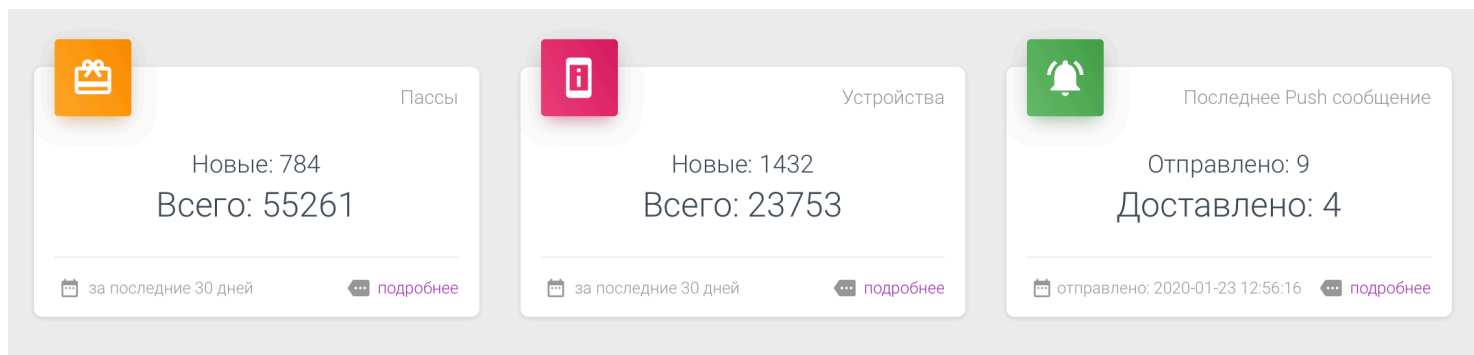 Пассы
Новые: 784
Всего: 55261
за последние 30 дней
подробнее
Устройства
Новые: 1432
Всего: 23753
за последние 30 дней
подробнее
Последнее Push сообщение
Отправлено: 9
Доставлено: 4
отправлено: 2020-01-23 12:56:16
подробнее